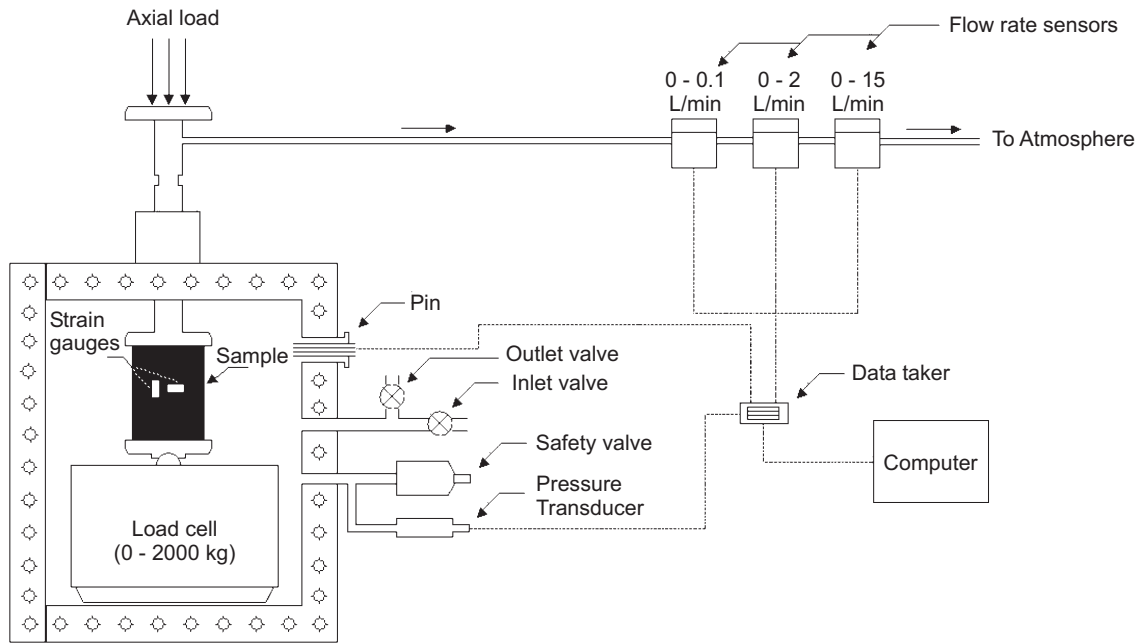 Axial load
Flow rate sensors
0 - 0.1
L/min
0 - 2
L/min
0 - 15
L/min
To Atmosphere
Pin
Strain
gauges
Sample
Outlet valve
Inlet valve
Data taker
Safety valve
Computer
Pressure
Transducer
Load cell
(0 - 2000 kg)